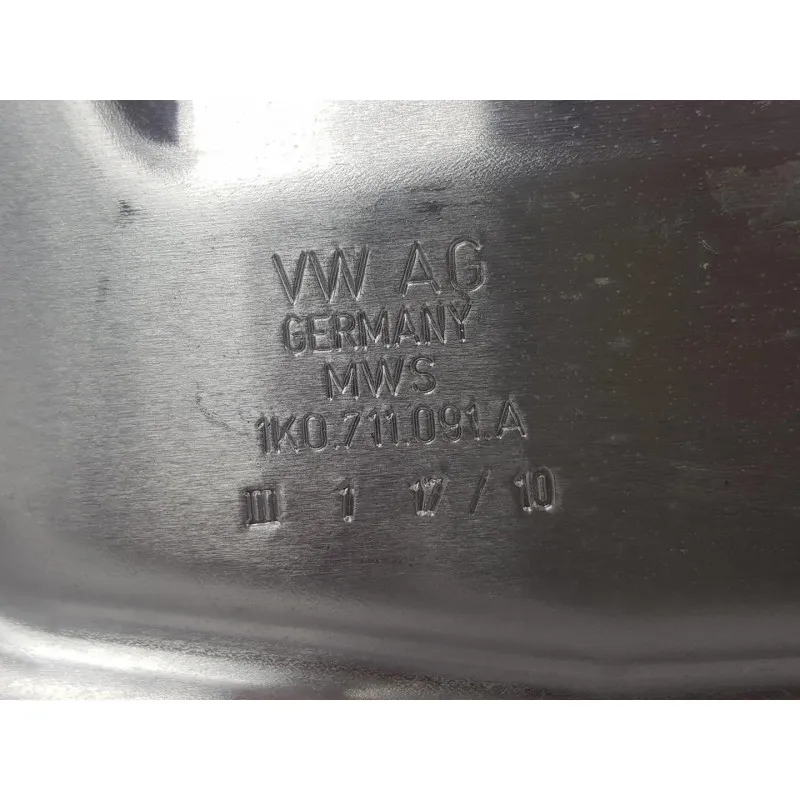 VW AG
GERMANY
MWS
1K0.711.091.A
III 1 17 / 10